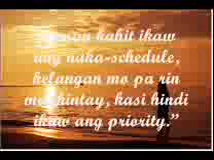 kahit ikaw
ang naka-schedule,
kelangan mo pa rin
kasi hindi
ikaw ang priority."